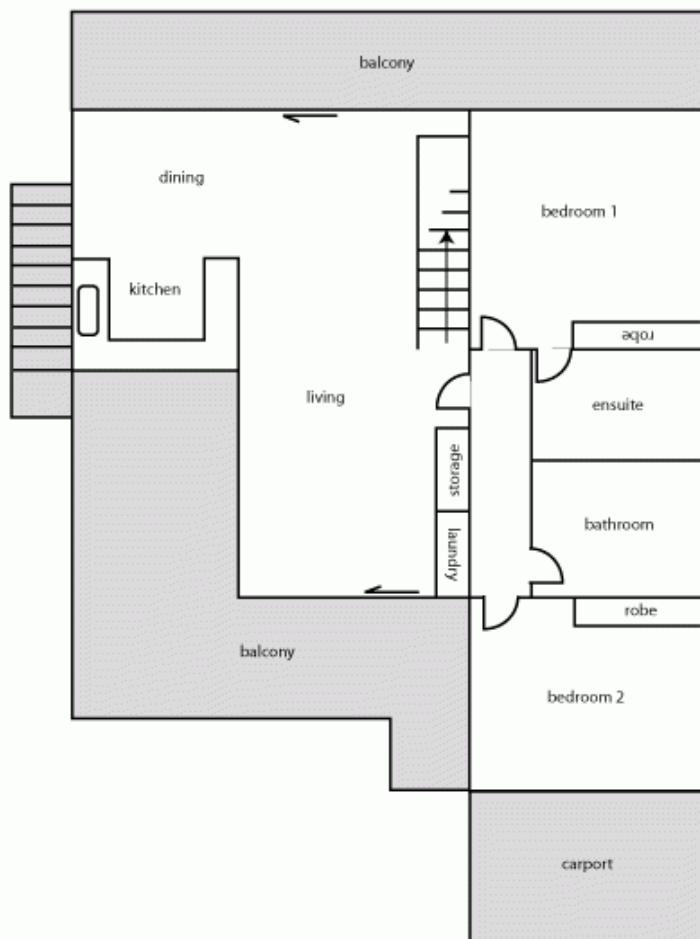 balcony
dining
bedroom 1
kitchen
robe
living
ensuite
storage
bathroom
laundry
robe
balcony
bedroom 2
carport